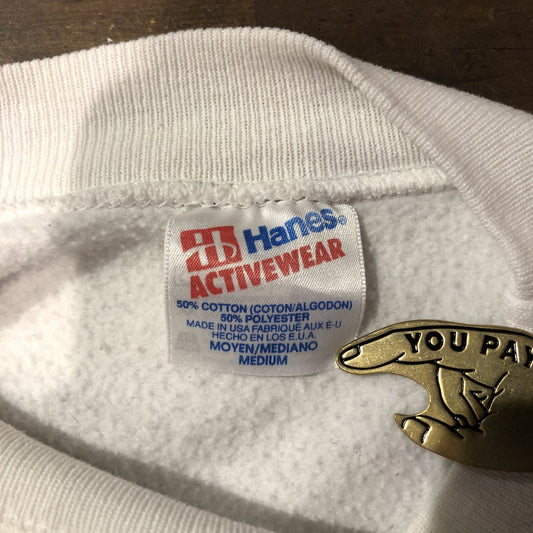 Hanes®
ACTIVEWEAR
50% COTTON (COTON/ALGODON)
50% POLYESTER
MADE IN USA FABRIQUÉ AUX É-U
HECHO EN LOS E.U.A.
MOYEN/MEDIANO
MEDIUM
YOU PAY